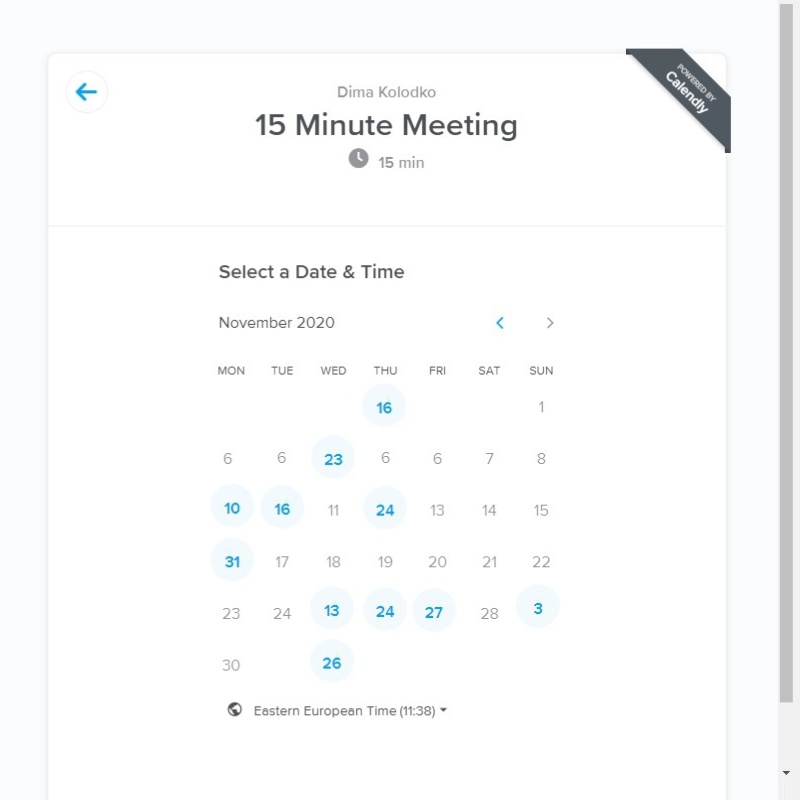 POWERED BY
Calendly
Dima Kolodko
15 Minute Meeting
15 min
Select a Date & Time
November 2020
MON TUE WED THU FRI SAT SUN
16 1
6 6 23 6 6 7 8
10 16 11 24 13 14 15
31 17 18 19 20 21 22
23 24 13 24 27 28 3
30 26
Eastern European Time (11:38)